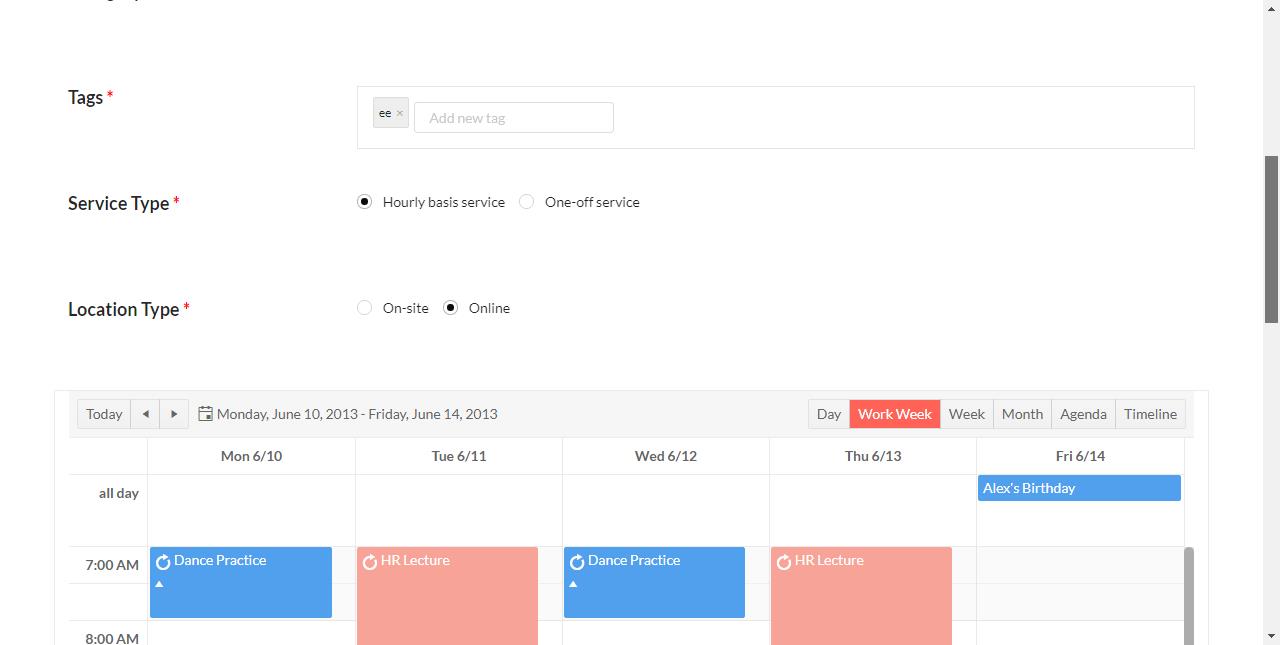 Tags *
ee × Add new tag
Service Type *
Hourly basis service One-off service
Location Type *
On-site Online
Today Monday, June 10, 2013 - Friday, June 14, 2013 Day Work Week Week Month Agenda Timeline
Mon 6/10 Tue 6/11 Wed 6/12 Thu 6/13 Fri 6/14
all day Alex's Birthday
7:00 AM Dance Practice HR Lecture Dance Practice HR Lecture
8:00 AM